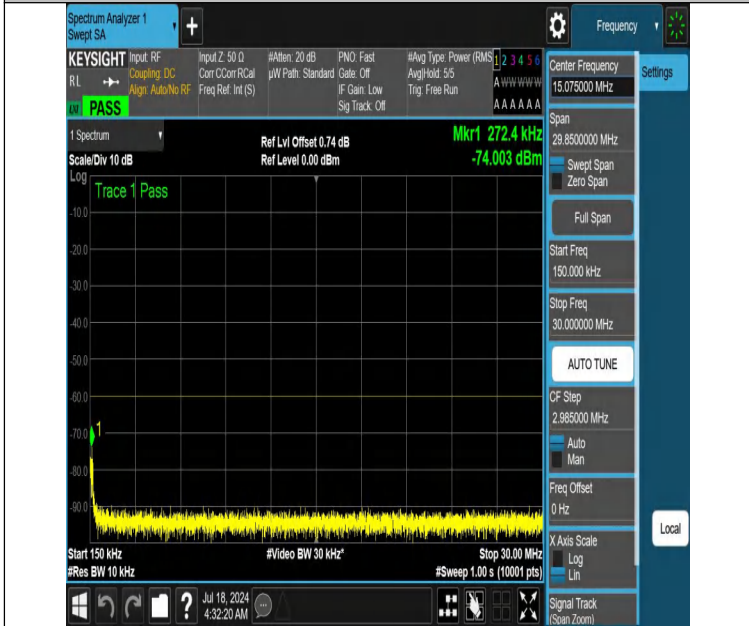 Spectrum Analyzer 1
Swept SA
+
Frequency
KEYSIGHT
RL
LXI PASS
Input: RF
Coupling: DC
Align: Auto/No RF
Input Z: 50 Ω
Corr CCorr RCal
Freq Ref: Int (S)
#Atten: 20 dB
µW Path: Standard
PNO: Fast
Gate: Off
IF Gain: Low
Sig Track: Off
#Avg Type: Power (RMS
Avg|Hold: 5/5
Trig: Free Run
1 2 3 4 5 6
A W W W W W
A A A A A A
1 Spectrum
Scale/Div 10 dB
Ref Lvl Offset 0.74 dB
Ref Level 0.00 dBm
Mkr1 272.4 kHz
-74.003 dBm
Log
Trace 1 Pass
-10.0
-20.0
-30.0
-40.0
-50.0
-60.0
-70.0
-80.0
-90.0
1
Start 150 kHz
#Res BW 10 kHz
#Video BW 30 kHz*
Stop 30.00 MHz
#Sweep 1.00 s (10001 pts)
Jul 18, 2024
4:32:20 AM
?
Center Frequency
15.075000 MHz
Span
29.8500000 MHz
Swept Span
Zero Span
Full Span
Start Freq
150.000 kHz
Stop Freq
30.000000 MHz
AUTO TUNE
CF Step
2.985000 MHz
Auto
Man
Freq Offset
0 Hz
X Axis Scale
Log
Lin
Signal Track
(Span Zoom)
Settings
Local